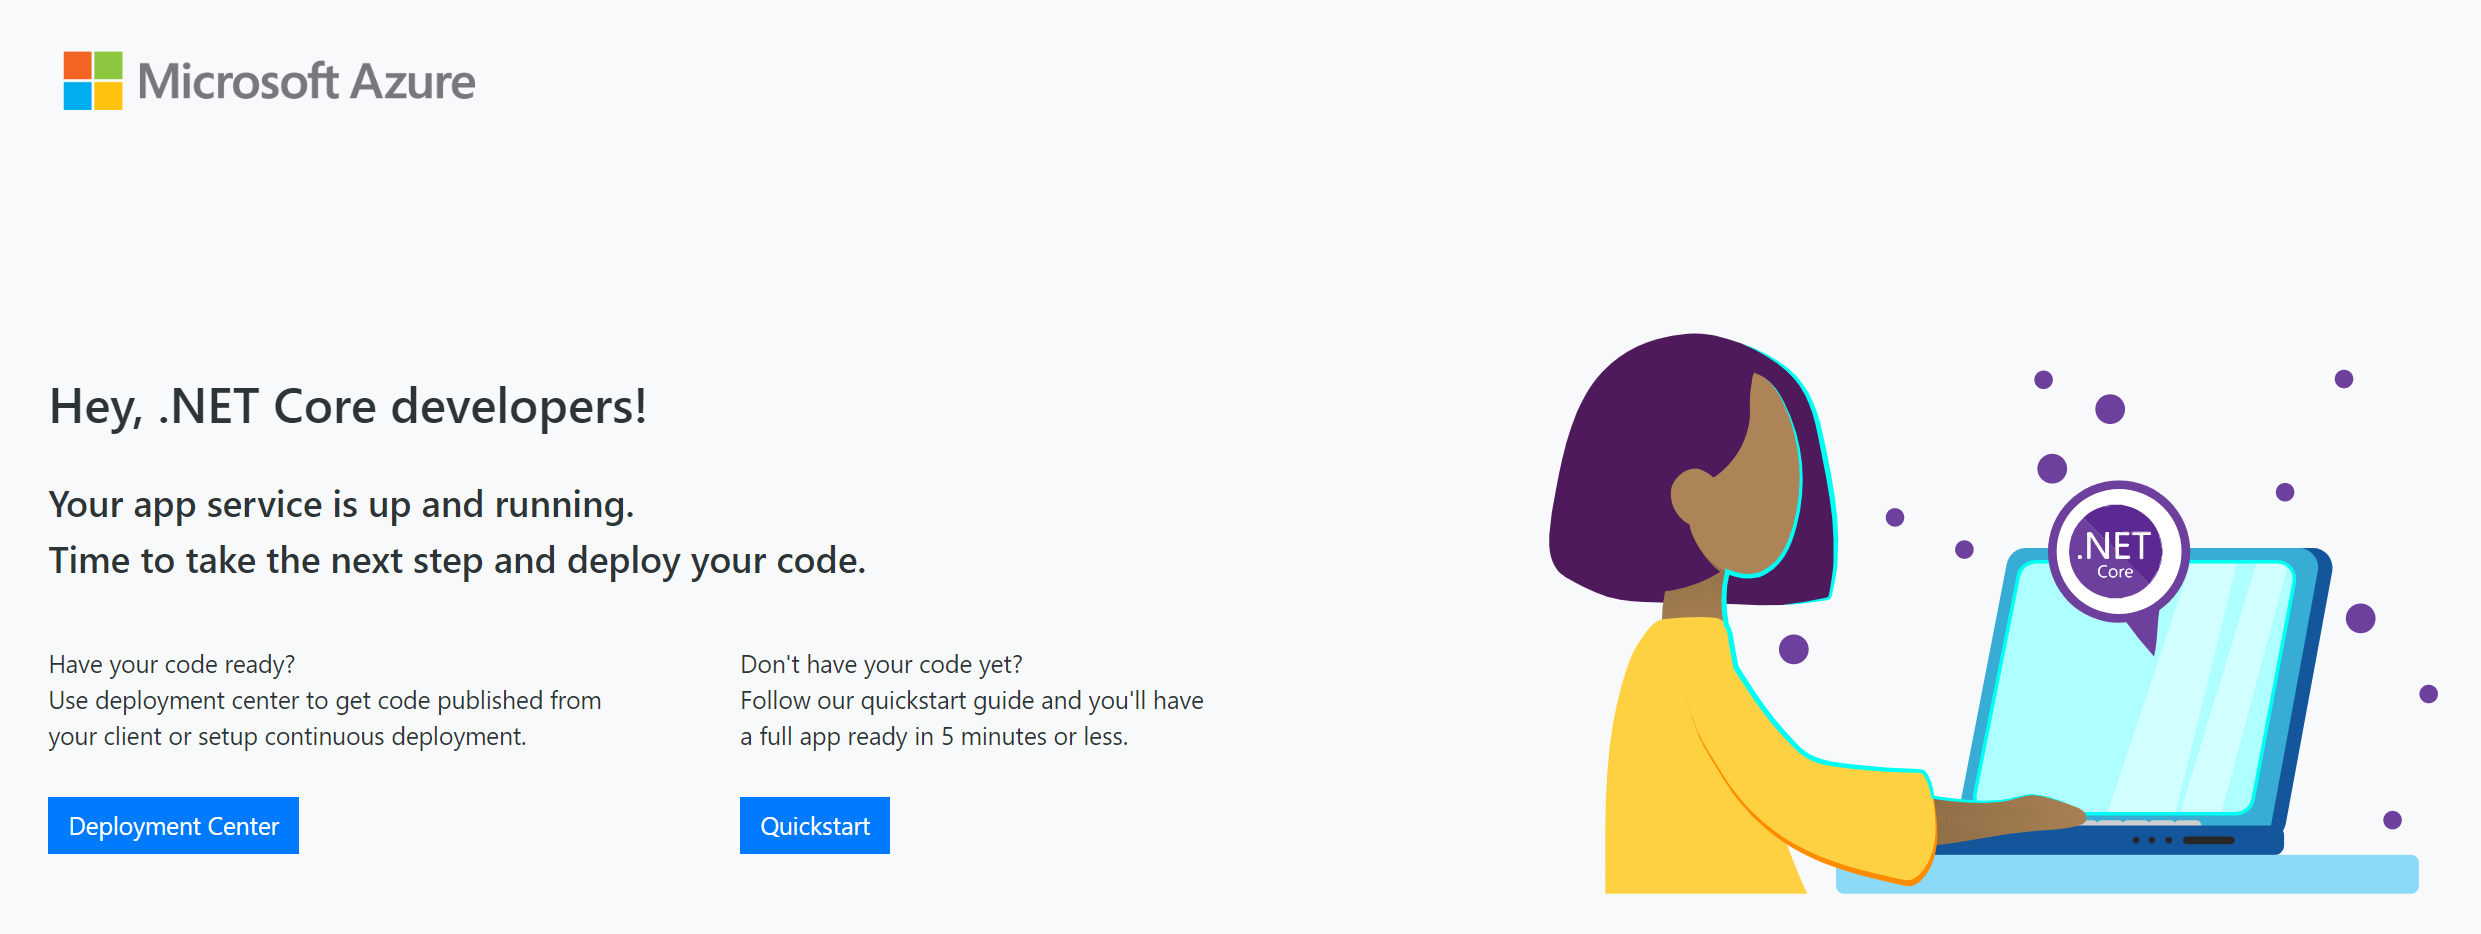 Microsoft Azure
Hey, .NET Core developers!
Your app service is up and running.
Time to take the next step and deploy your code.
Have your code ready?
Use deployment center to get code published from
your client or setup continuous deployment.
Deployment Center
Don't have your code yet?
Follow our quickstart guide and you'll have
a full app ready in 5 minutes or less.
Quickstart
.NET
Core